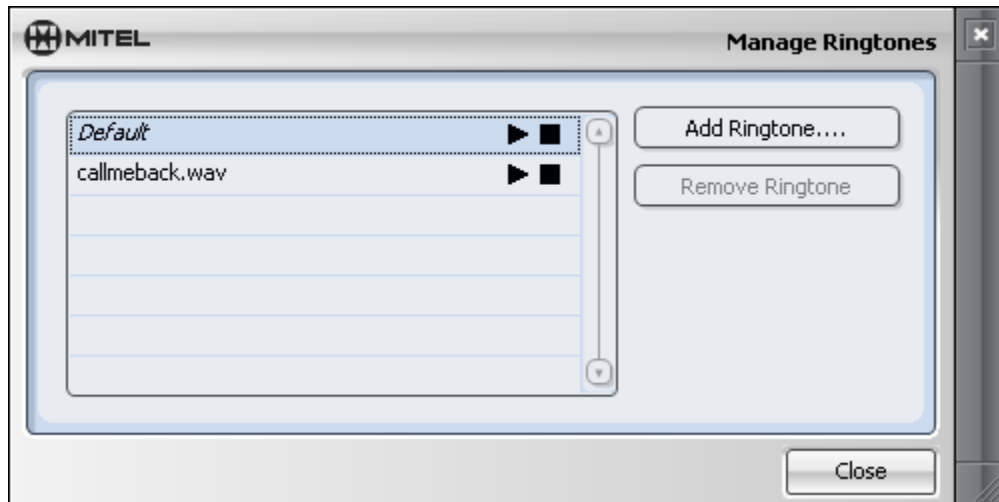 MITEL
Manage Ringtones
Default
callmeback.wav
Add Ringtone....
Remove Ringtone
Close